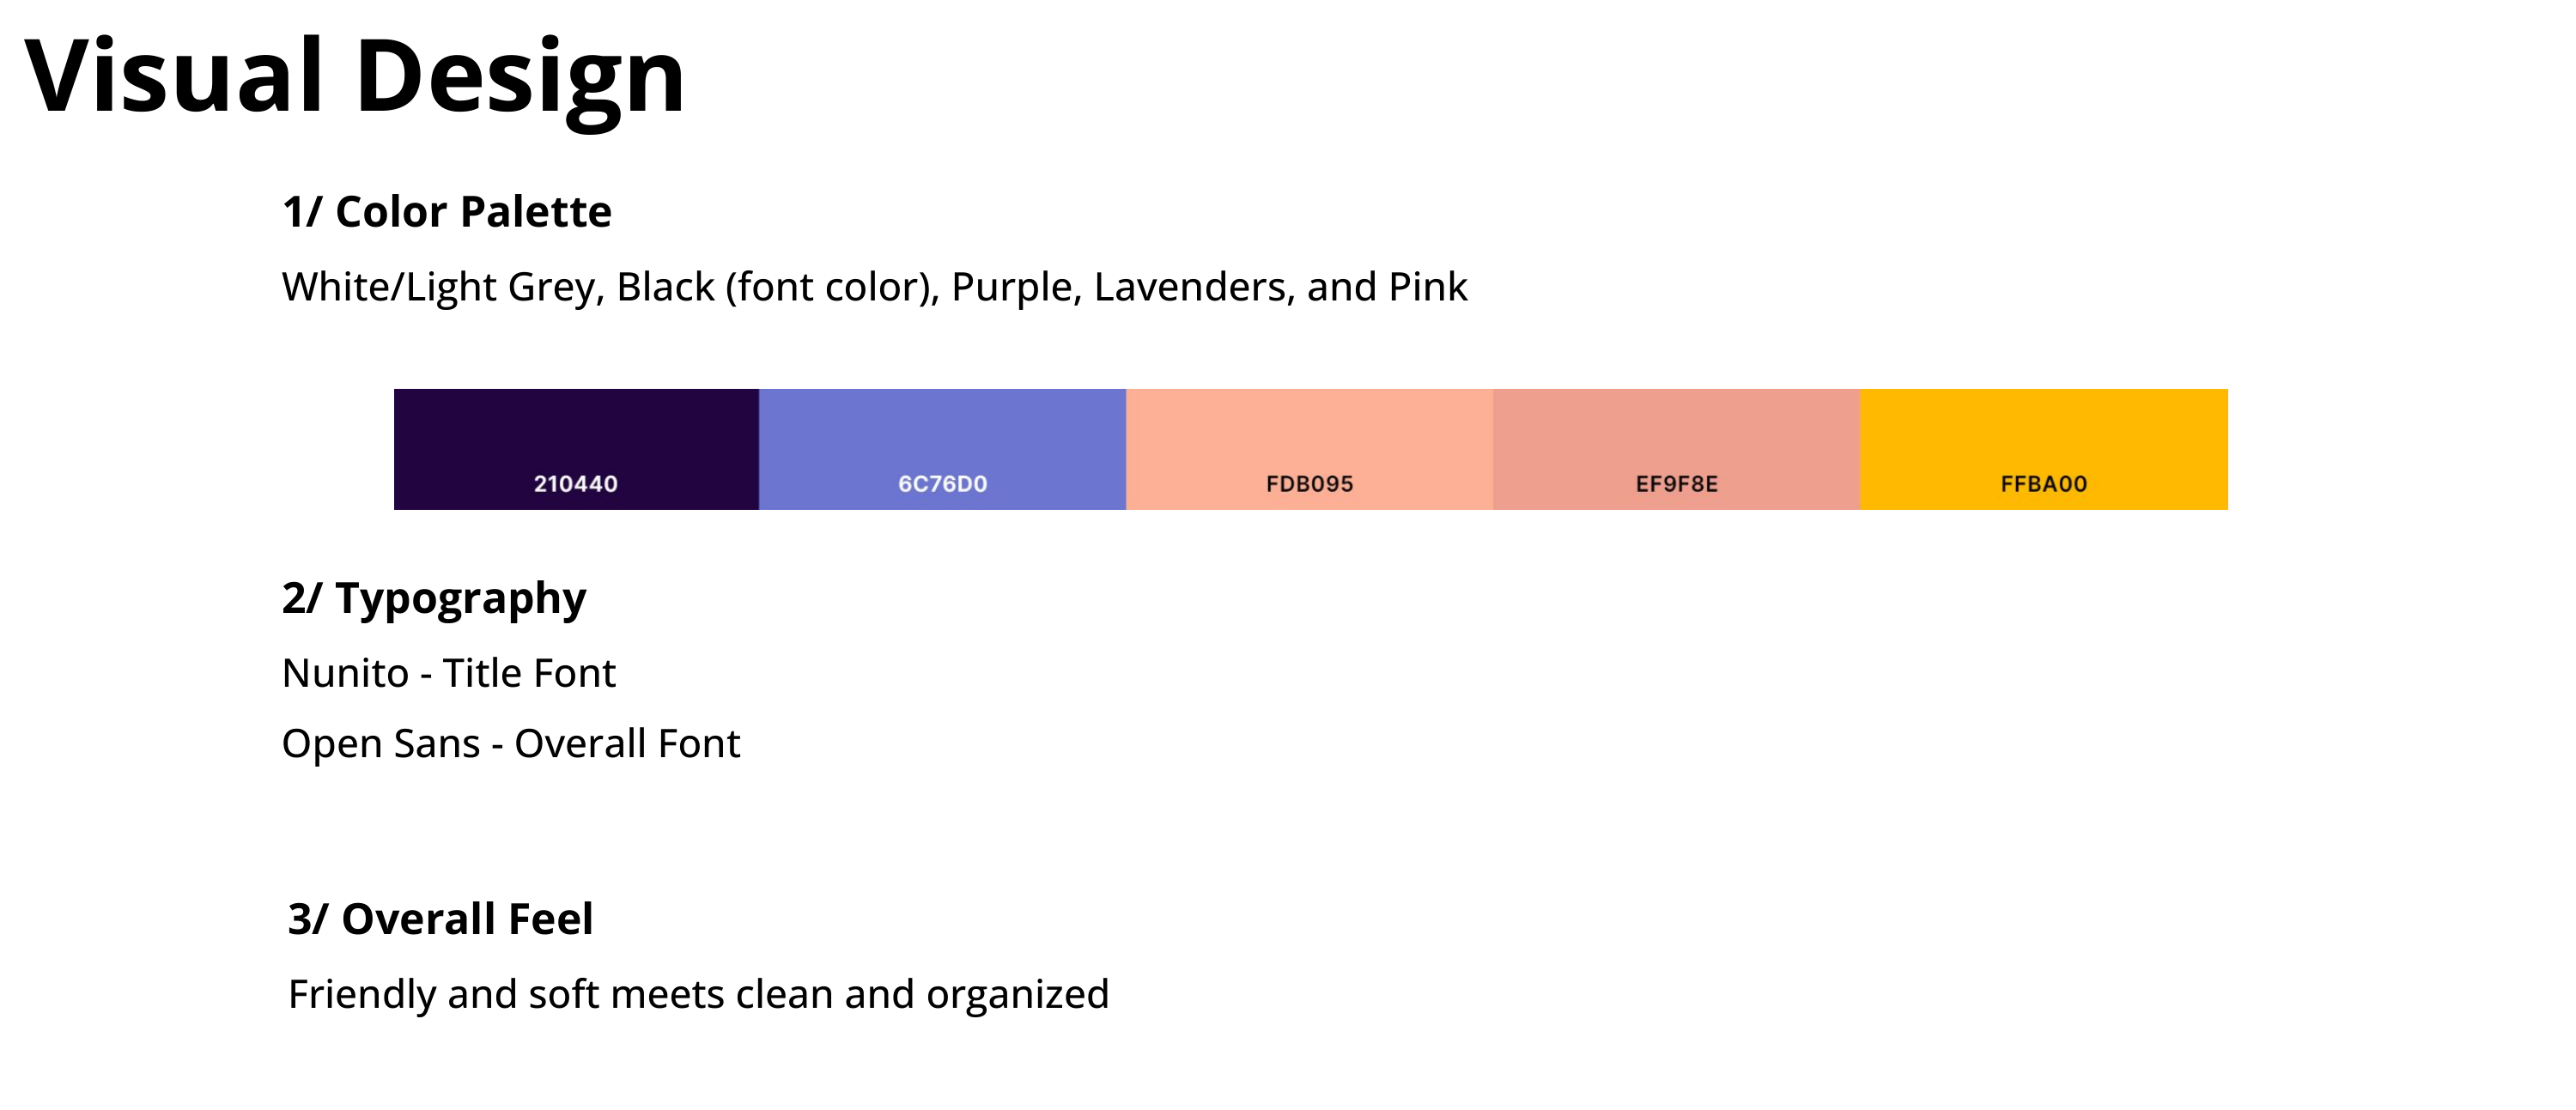 Visual Design
1/ Color Palette
White/Light Grey, Black (font color), Purple, Lavenders, and Pink
210440 6C76D0 FDB095 EF9F8E FFBA00
2/ Typography
Nunito - Title Font
Open Sans - Overall Font
3/ Overall Feel
Friendly and soft meets clean and organized